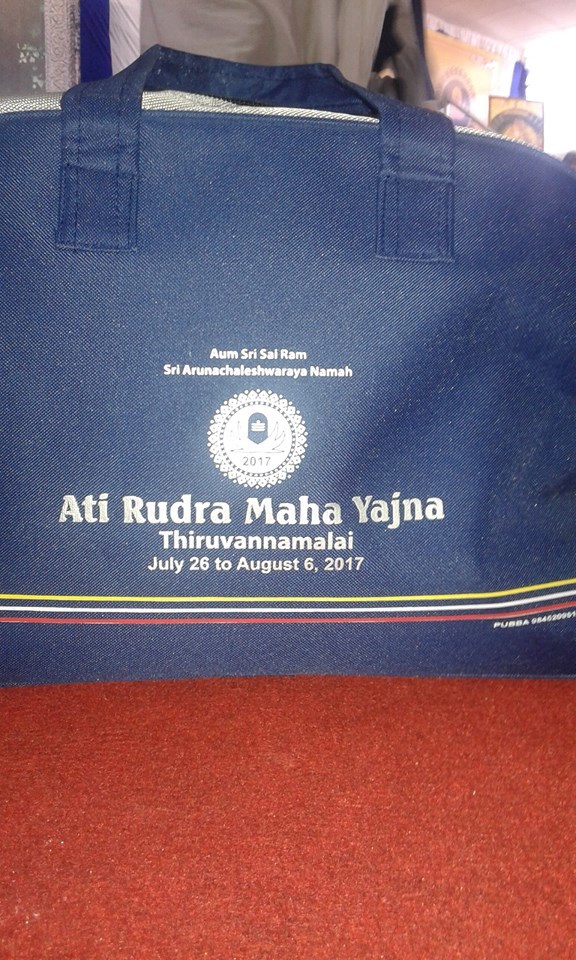 Aum Sri Sai Ram
Sri Arunachaleshwaraya Namah
2017
Ati Rudra Maha Yajna
Thiruvannamalai
July 26 to August 6, 2017
PUBBA